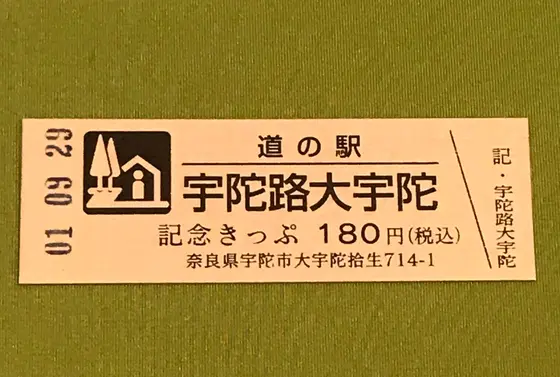 01 09 29
道の駅
宇陀路大宇陀
記念きっぷ 180円(税込)
奈良県宇陀市大宇陀拾生714-1
記・宇陀路大宇陀